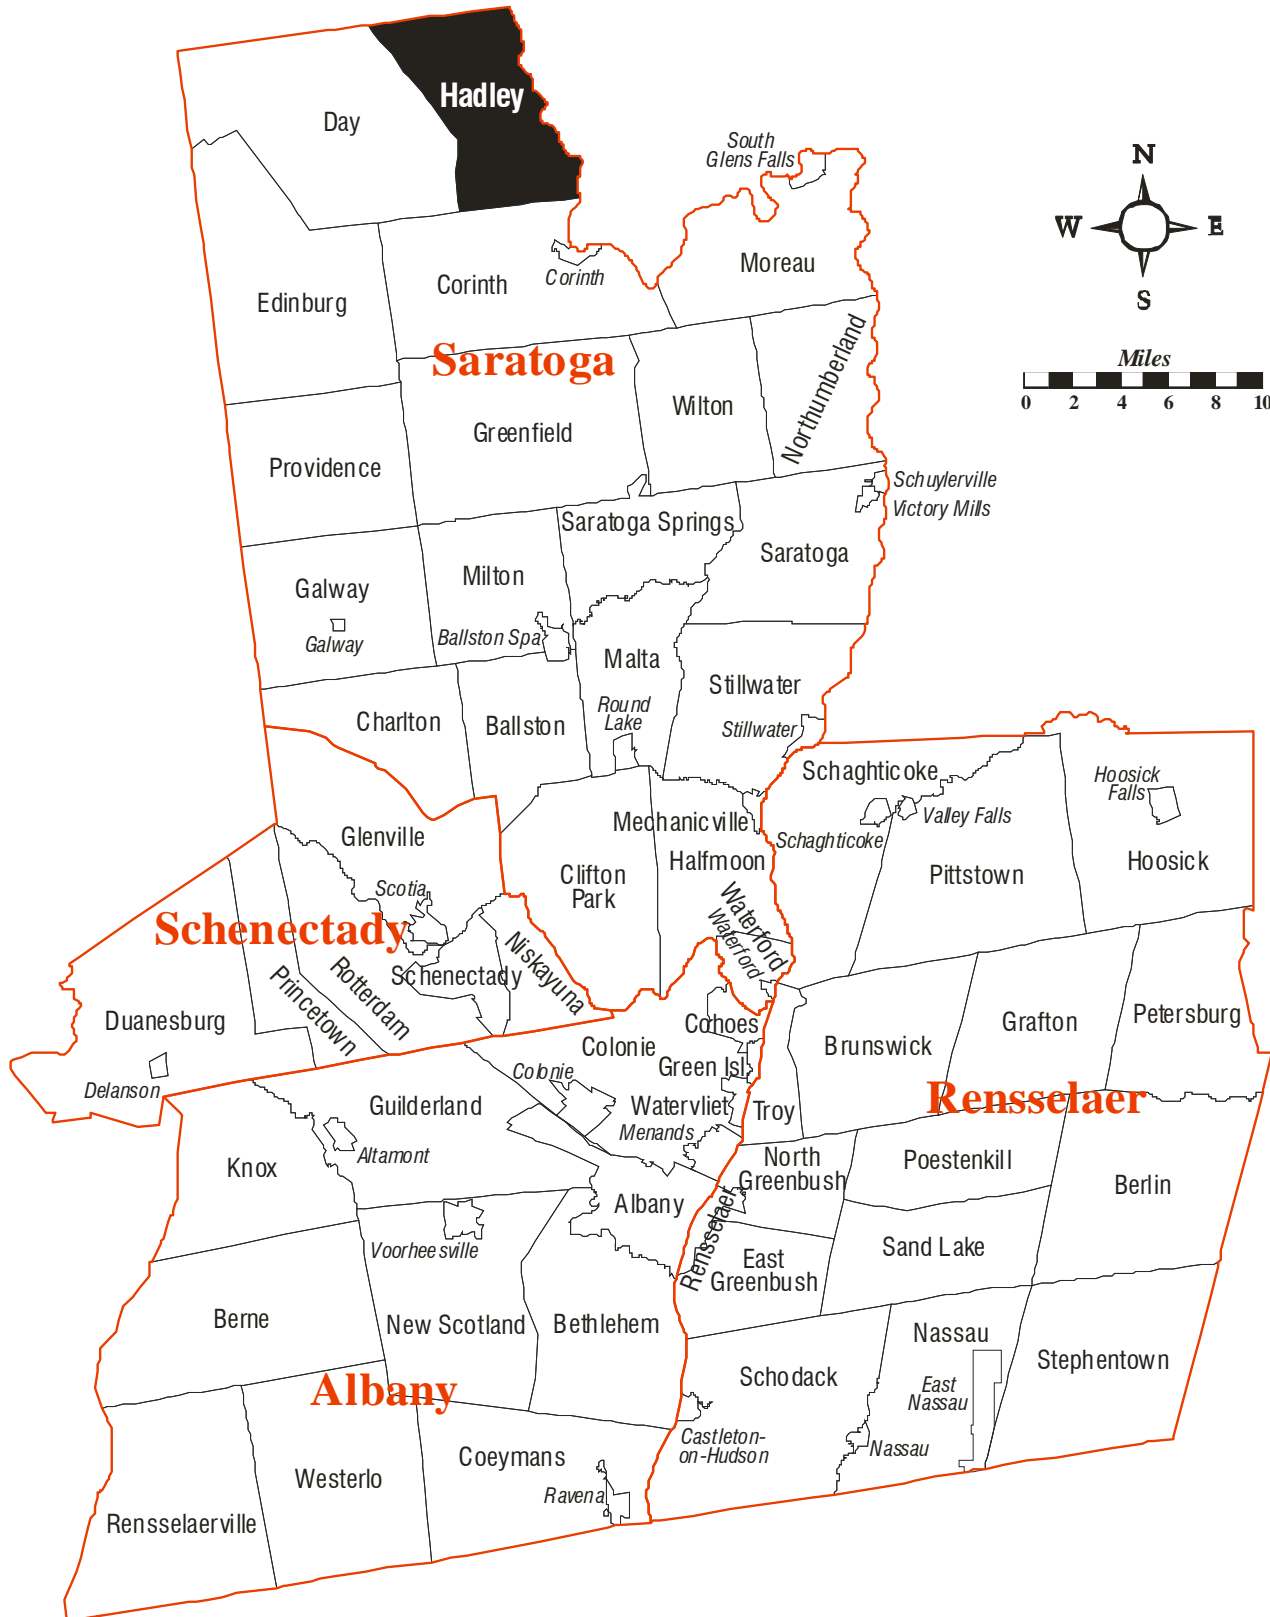 Hadley
Day
South
Glens Falls
N
W
E
S
Moreau
Corinth
Corinth
Edinburg
Miles
0 2 4 6 8 10
Saratoga
Northumberland
Wilton
Greenfield
Providence
Schuylerville
Victory Mills
Saratoga Springs
Saratoga
Milton
Galway
Galway
Ballston Spa
Malta
Stillwater
Round
Lake
Stillwater
Charlton
Ballston
Schaghticoke
Hoosick
Falls
Valley Falls
Schaghticoke
Mechanicville
Glenville
Halfmoon
Hoosick
Pittstown
Clifton
Park
Scotia
Waterford
Waterford
Schenectady
Schenectady
Niskayuna
Rotterdam
Princetown
Duanesburg
Delanson
Cohoes
Colonie
Green Isl
Colonie
Grafton
Petersburg
Brunswick
Rensselaer
Troy
Watervliet
Menands
Guilderland
Altamont
Knox
North
Greenbush
Poestenkill
Berlin
Albany
Rensselaer
Voorheesville
Sand Lake
East
Greenbush
Berne
New Scotland
Bethlehem
Nassau
Stephentown
Schodack
East
Nassau
Albany
Castleton-
on-Hudson
Nassau
Coeymans
Westerlo
Ravena
Rensselaerville